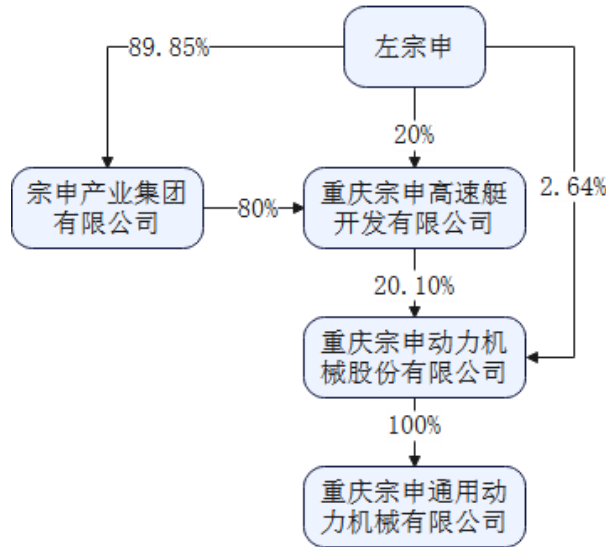 左宗申
89.85%
20%
2.64%
宗申产业集团
有限公司
80%
重庆宗申高速艇
开发有限公司
20.10%
重庆宗申动力机
械股份有限公司
100%
重庆宗申通用动
力机械有限公司